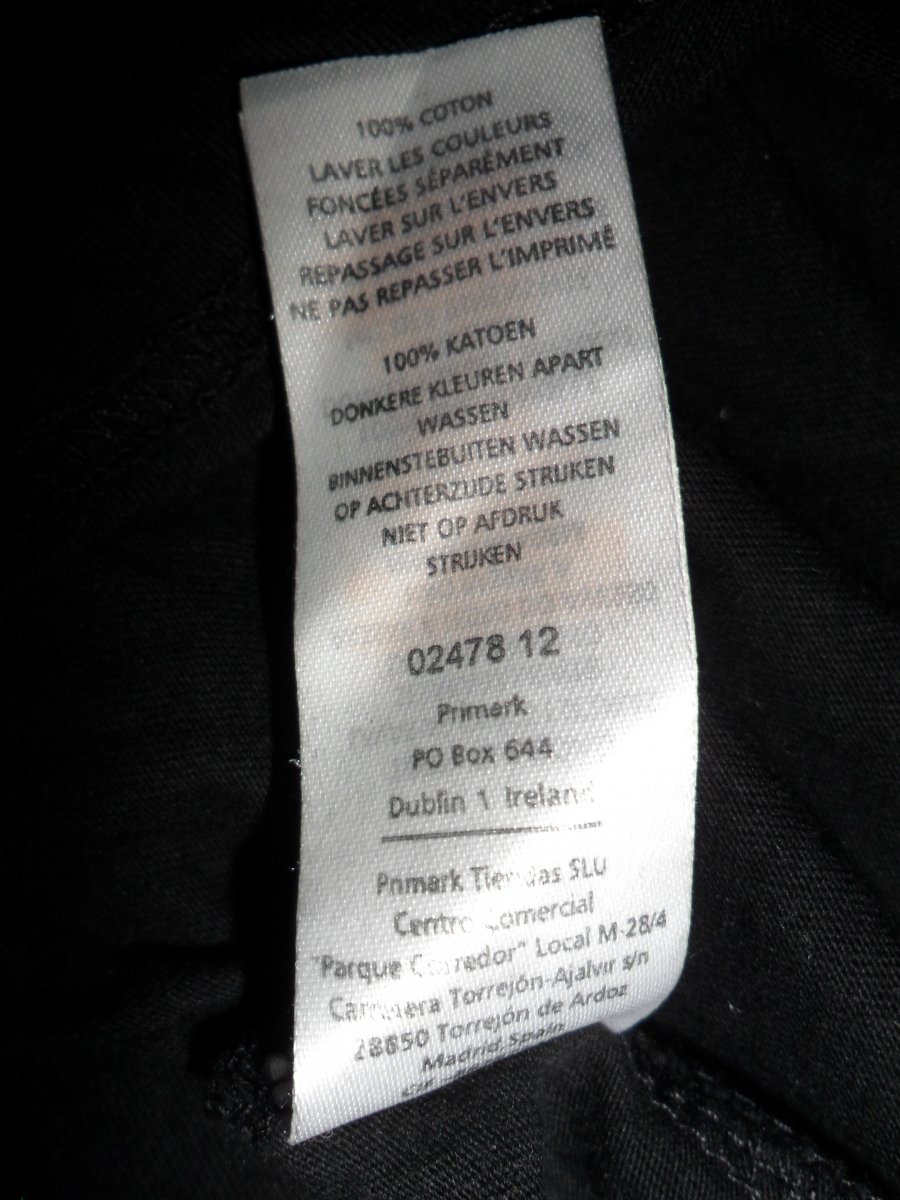 100% COTON
LAVER LES COULEURS
FONCÉES SÉPARÉMENT
LAVER SUR L'ENVERS
REPASSAGE SUR L'ENVERS
NE PAS REPASSER L'IMPRIMÉ
100% KATOEN
DONKERE KLEUREN APART
WASSEN
BINNENSTEBUITEN WASSEN
OP ACHTERZIJDE STRIJKEN
NIET OP AFDRUK
STRIJKEN
02478 12
Primark
PO Box 644
Dublin 1 Ireland
Primark Tiendas SLU
Centro Comercial
"Parque Corredor" Local M-28/4
Carretera Torrejón-Ajalvir s/n
28850 Torrejón de Ardoz
Madrid Spain